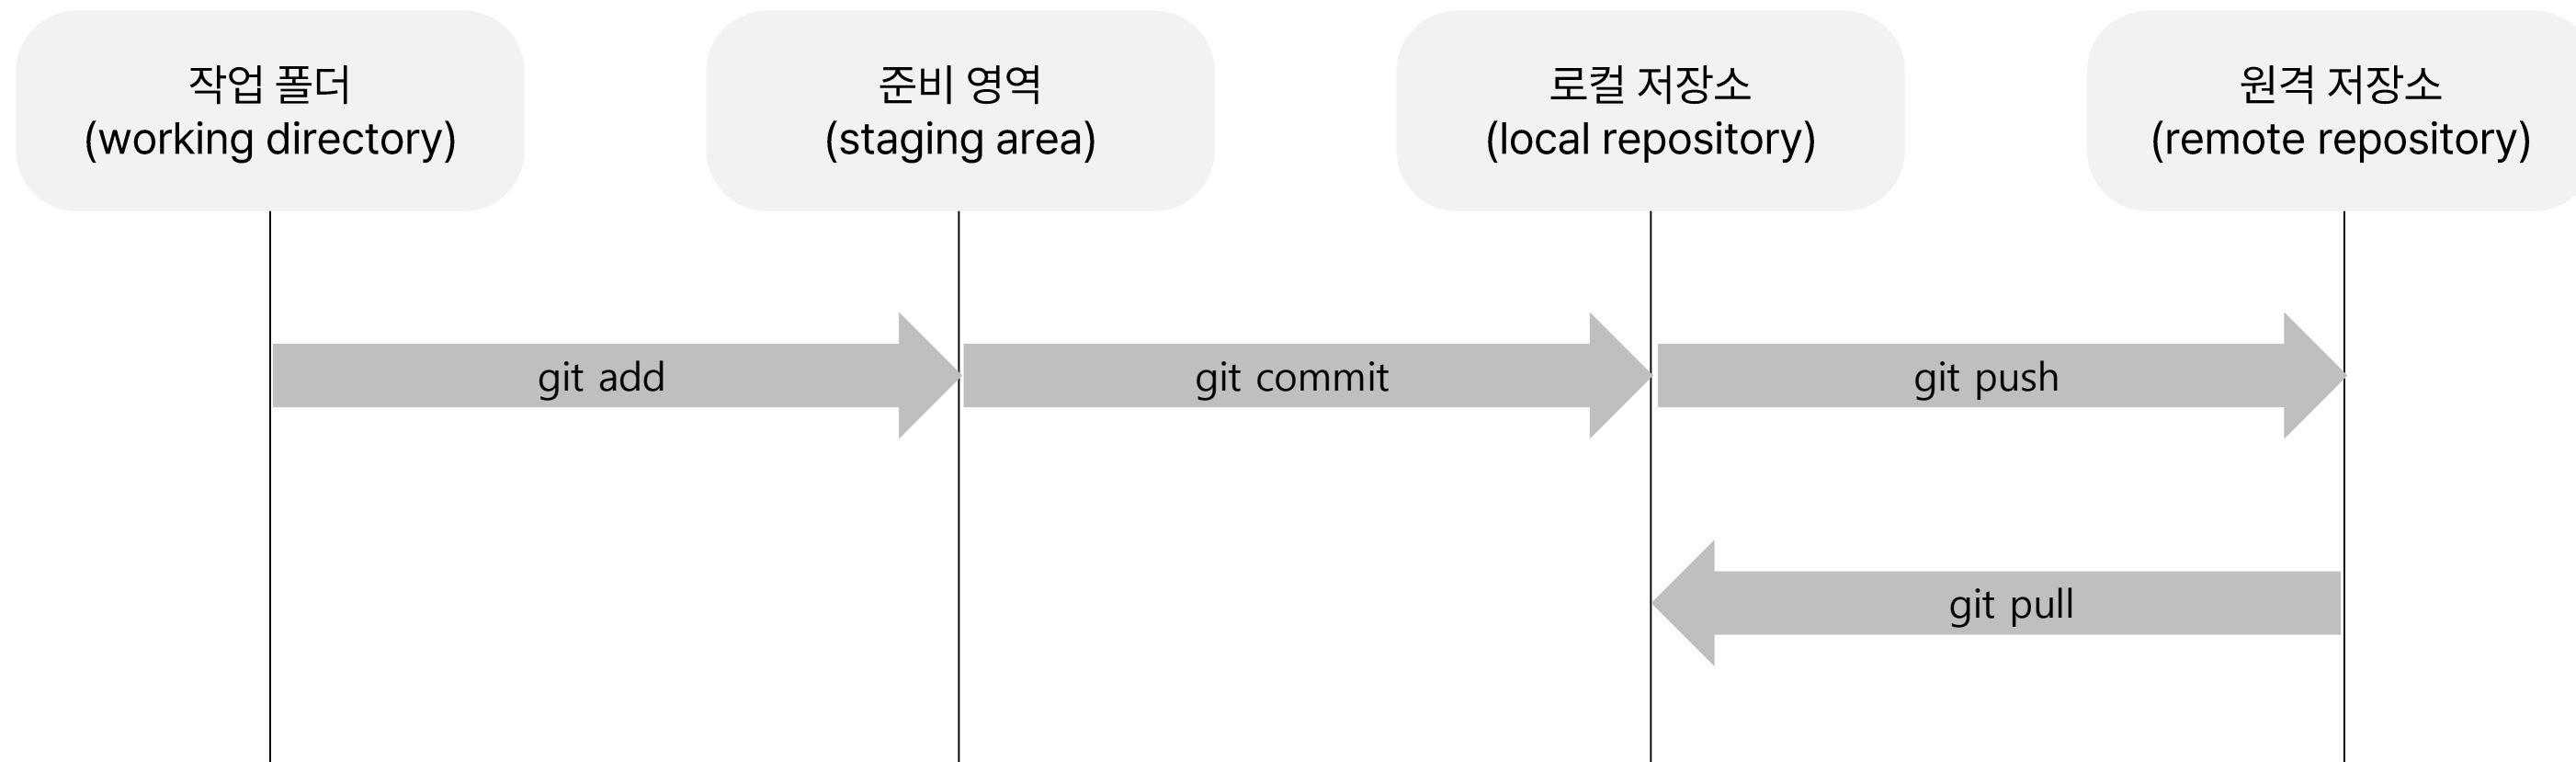 작업 폴더
(working directory)
준비 영역
(staging area)
로컬 저장소
(local repository)
원격 저장소
(remote repository)
git add
git commit
git push
git pull